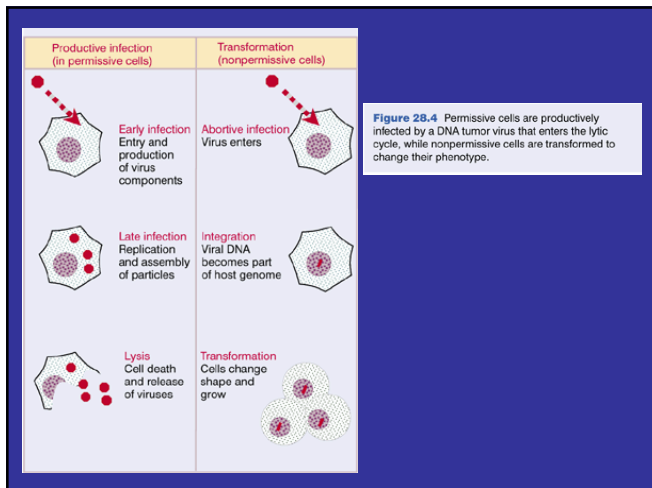 Productive infection
(in permissive cells)
Transformation
(nonpermissive cells)
Early infection
Entry and
production
of virus
components
Abortive infection
Virus enters
Late infection
Replication
and assembly
of particles
Integration
Viral DNA
becomes part
of host genome
Lysis
Cell death
and release
of viruses
Transformation
Cells change
shape and
grow
Figure 28.4 Permissive cells are productively
infected by a DNA tumor virus that enters the lytic
cycle, while nonpermissive cells are transformed to
change their phenotype.